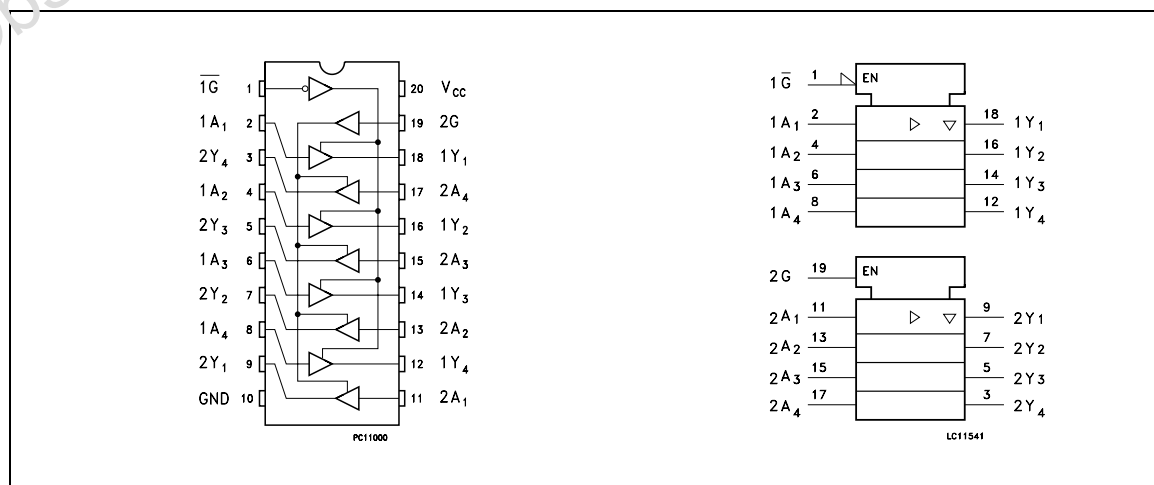 1G̅ 1 20 VCC
1A1 2 19 2G
2Y4 3 18 1Y1
1A2 4 17 2A4
2Y3 5 16 1Y2
1A3 6 15 2A3
2Y2 7 14 1Y3
1A4 8 13 2A2
2Y1 9 12 1Y4
GND 10 11 2A1
PC11000
1G̅ 1 EN
1A1 2 18 1Y1
1A2 4 16 1Y2
1A3 6 14 1Y3
1A4 8 12 1Y4
2G 19 EN
2A1 11 9 2Y1
2A2 13 7 2Y2
2A3 15 5 2Y3
2A4 17 3 2Y4
LC11541